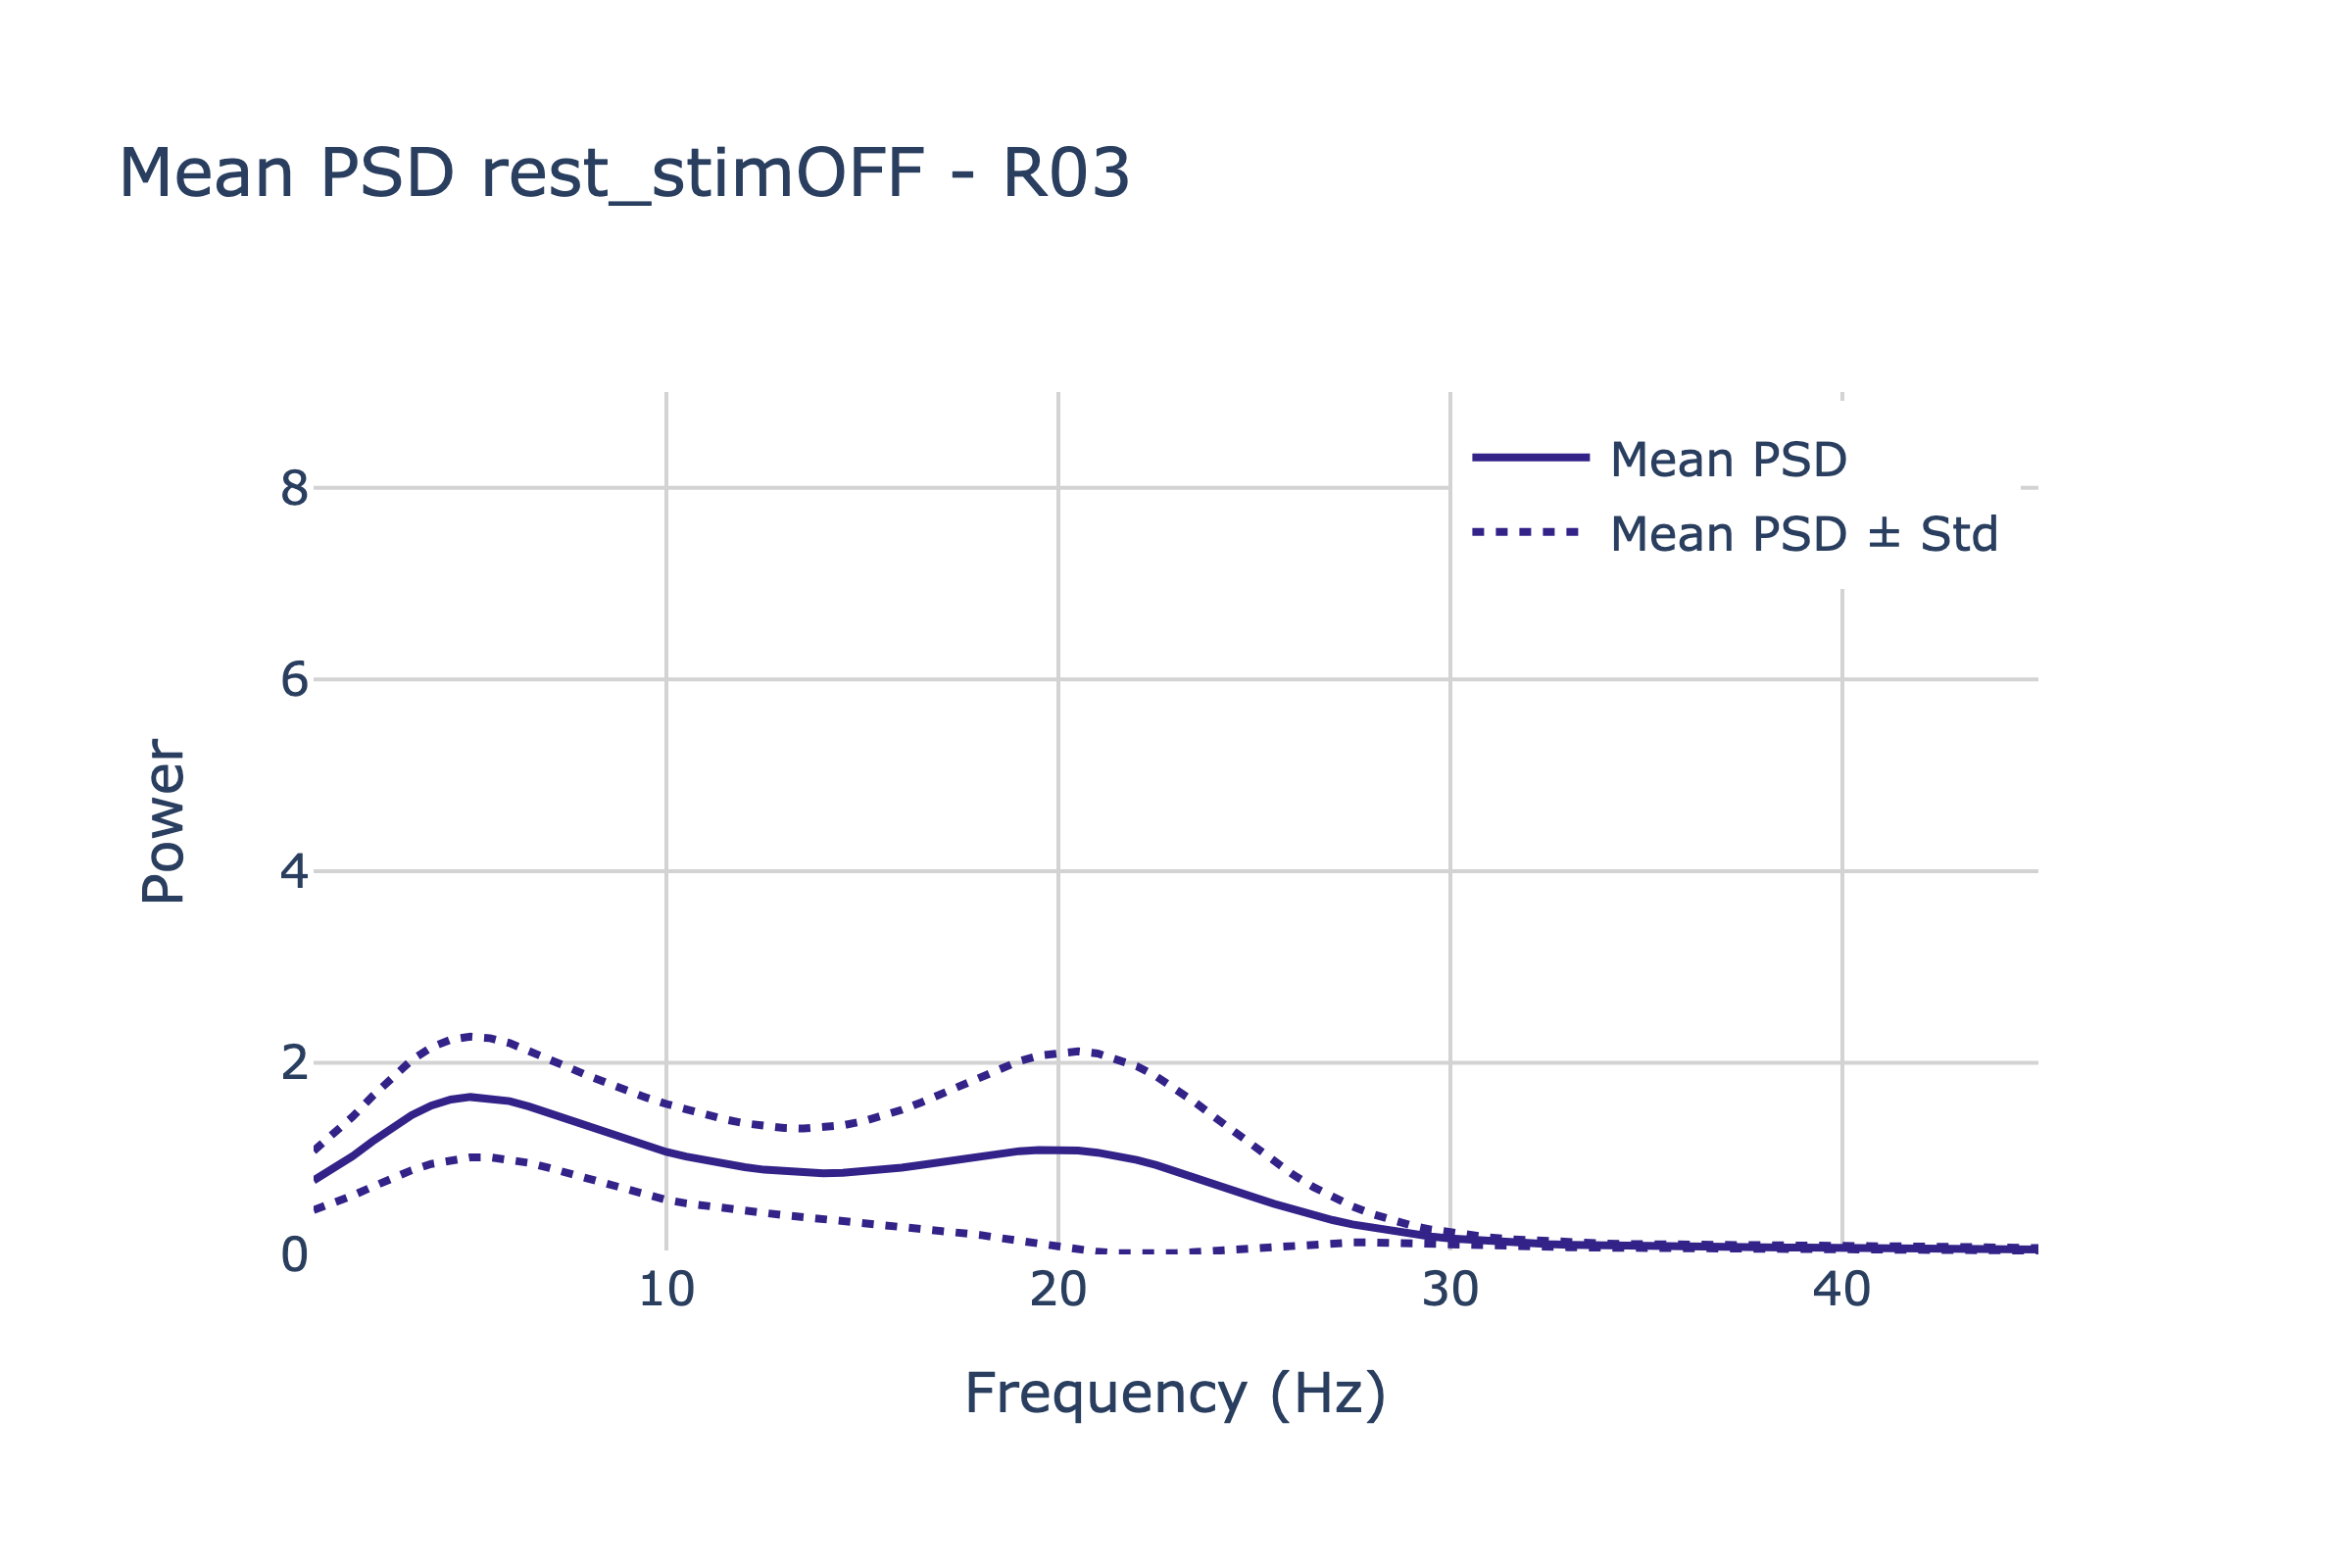 Mean PSD rest_stimOFF - R03
Mean PSD
Mean PSD ± Std
8
6
4
2
0
Power
10 20 30 40
Frequency (Hz)